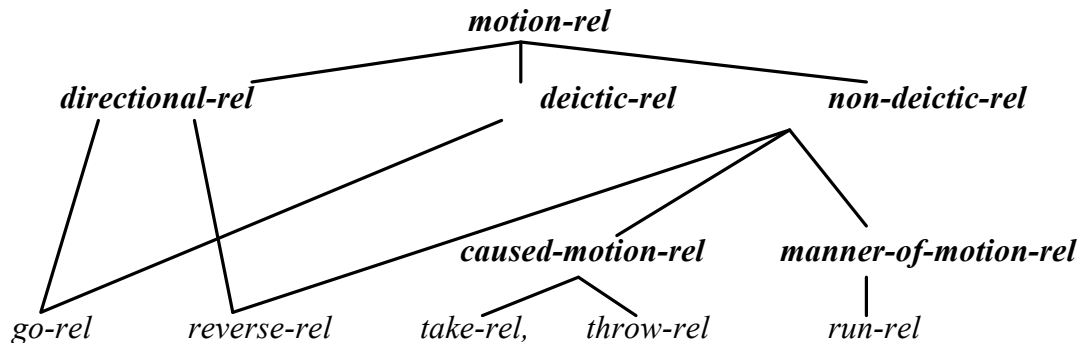 motion-rel
directional-rel deictic-rel non-deictic-rel
caused-motion-rel manner-of-motion-rel
go-rel reverse-rel take-rel, throw-rel run-rel